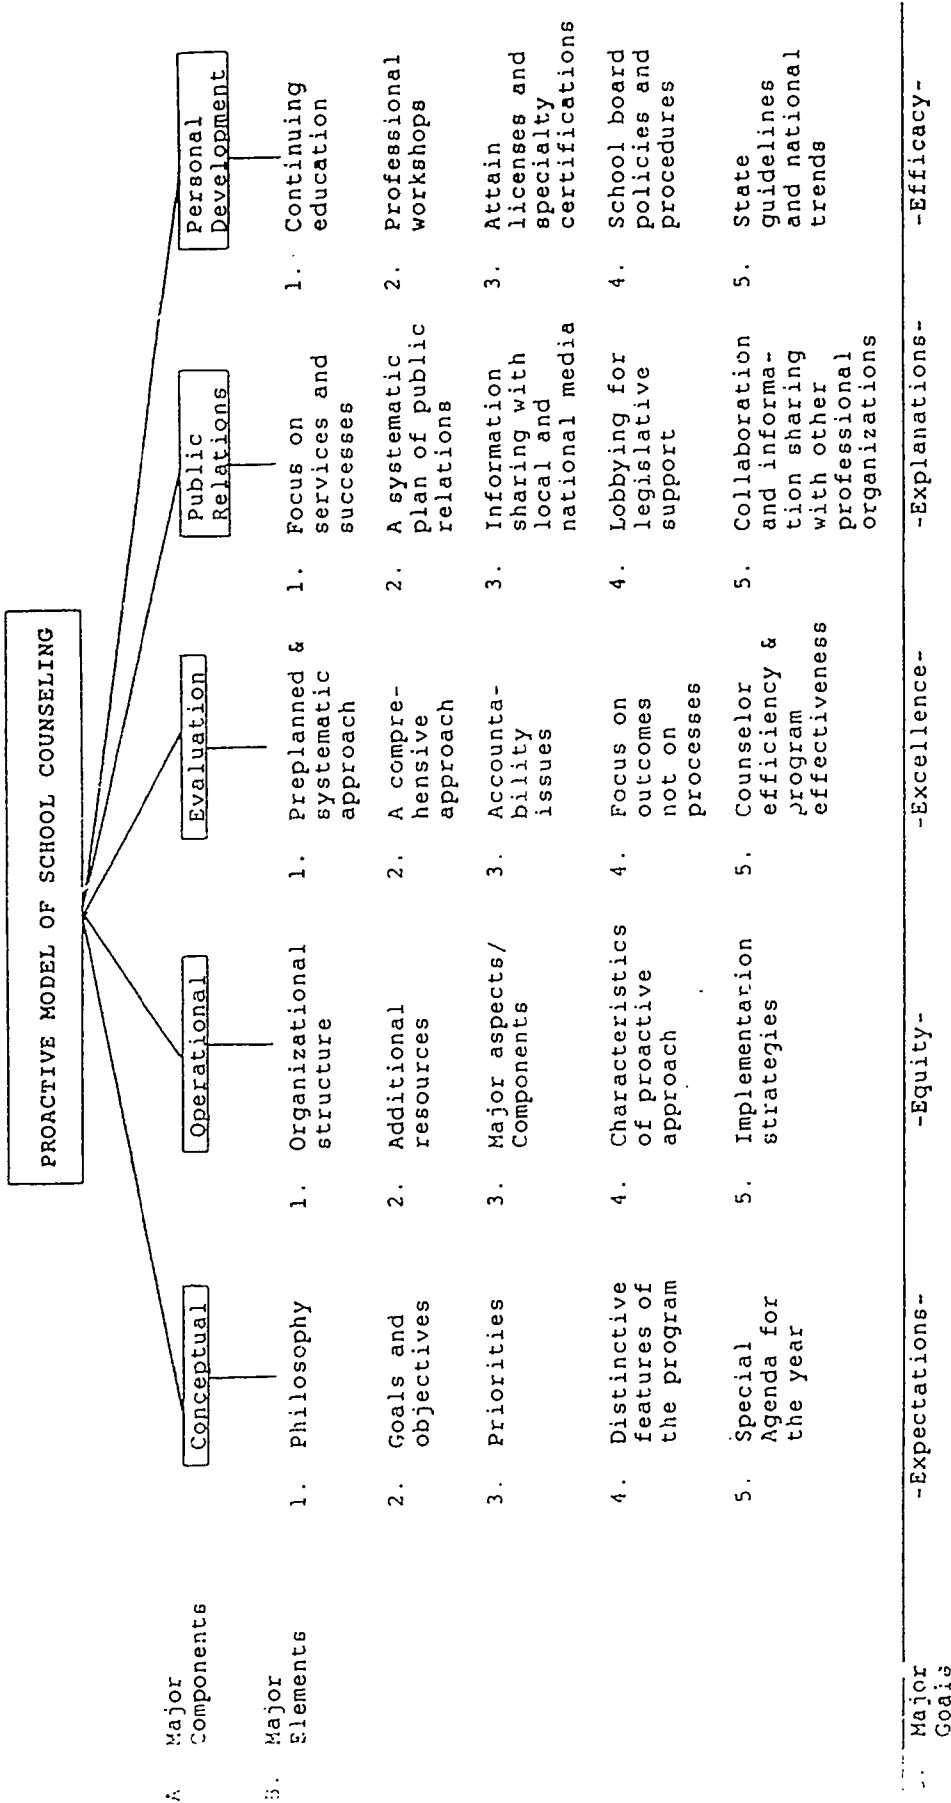 PROACTIVE MODEL OF SCHOOL COUNSELING
A Major
Components
Conceptual
Operational
Evaluation
Public
Relations
Personal
Development
B. Major
Elements
1. Philosophy
2. Goals and
objectives
3. Priorities
4. Distinctive
features of
the program
5. Special
Agenda for
the year
1. Organizational
structure
2. Additional
resources
3. Major aspects/
Components
4. Characteristics
of proactive
approach
5. Implementation
strategies
1. Preplanned &
systematic
approach
2. A compre-
hensive
approach
3. Accounta-
bility
issues
4. Focus on
outcomes
not on
processes
5. Counselor
efficiency &
program
effectiveness
1. Focus on
services and
successes
2. A systematic
plan of public
relations
3. Information
sharing with
local and
national media
4. Lobbying for
legislative
support
5. Collaboration
and informa-
tion sharing
with other
professional
organizations
1. Continuing
education
2. Professional
workshops
3. Attain
licenses and
specialty
certifications
4. School board
policies and
procedures
5. State
guidelines
and national
trends
Major
Goals
-Expectations-
-Equity-
-Excellence-
-Explanations-
-Efficacy-